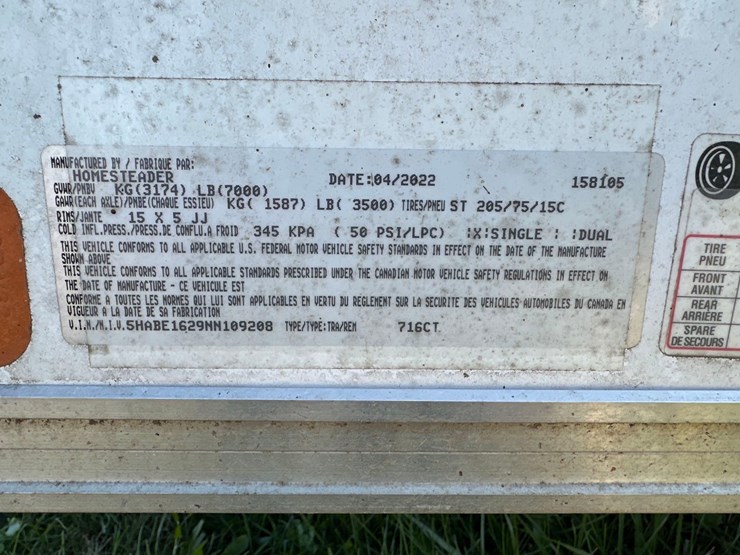 MANUFACTURED BY / FABRIQUE PAR:
HOMESTEADER DATE:04/2022 158105
GVWR/PNBV KG(3174) LB(7000)
GAWR(EACH AXLE)/PNBE(CHAQUE ESSIEU) KG( 1587) LB( 3500) TIRES/PNEU ST 205/75/15C
RIMS/JANTE 15 X 5 JJ
COLD INFL.PRESS./PRESS.DE CONFLU.A FROID 345 KPA ( 50 PSI/LPC) :X:SINGLE : :DUAL
THIS VEHICLE CONFORMS TO ALL APPLICABLE U.S. FEDERAL MOTOR VEHICLE SAFETY STANDARDS IN EFFECT ON THE DATE OF THE MANUFACTURE
SHOWN ABOVE
THIS VEHICLE CONFORMS TO ALL APPLICABLE STANDARDS PRESCRIBED UNDER THE CANADIAN MOTOR VEHICLE SAFETY REGULATIONS IN EFFECT ON
THE DATE OF MANUFACTURE - CE VEHICULE EST
CONFORME A TOUTES LES NORMES QUI LUI SONT APPLICABLES EN VERTU DU REGLEMENT SUR LA SECURITE DES VEHICULES AUTOMOBILES DU CANADA EN
VIGUEUR A LA DATE DE SA FABRICATION
V.I.N./N.I.V.5HABE1629NN109208 TYPE/TYPE:TRA/REM 716CT
TIRE
PNEU
FRONT
AVANT
REAR
ARRIÈRE
SPARE
DE SECOURS